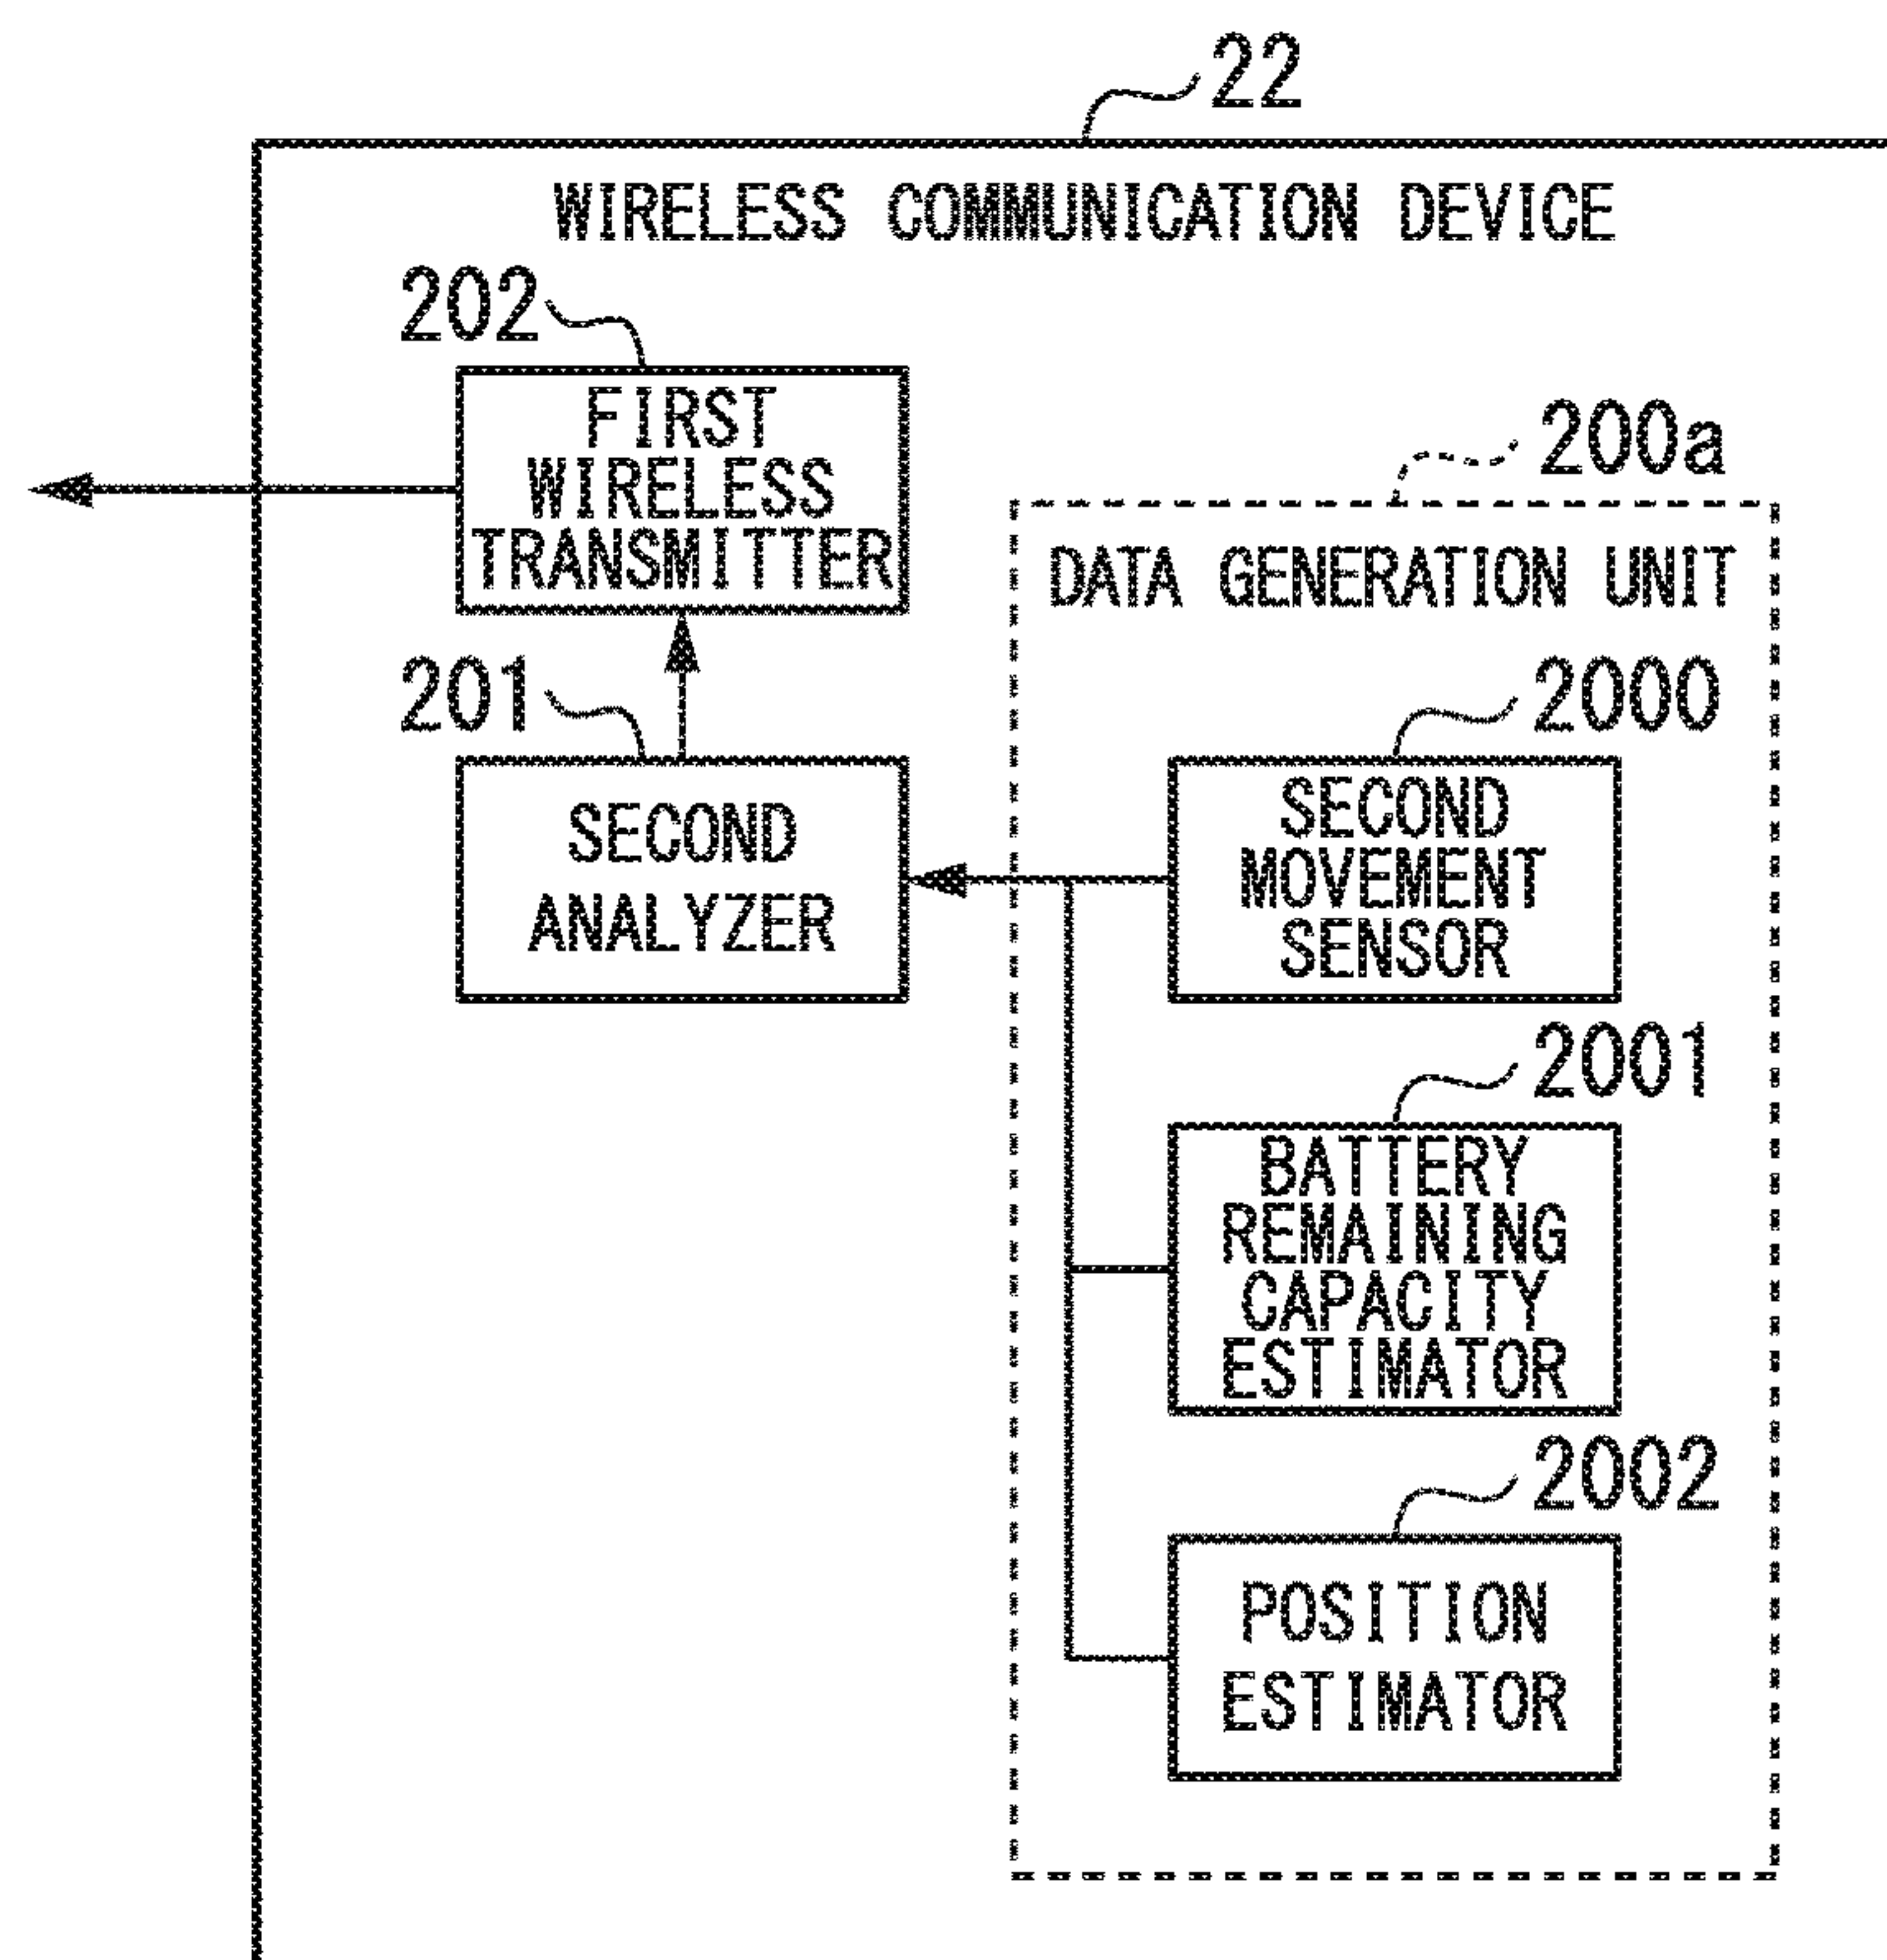 22
WIRELESS COMMUNICATION DEVICE
202
FIRST
WIRELESS
TRANSMITTER
200a
DATA GENERATION UNIT
201
SECOND
ANALYZER
2000
SECOND
MOVEMENT
SENSOR
2001
BATTERY
REMAINING
CAPACITY
ESTIMATOR
2002
POSITION
ESTIMATOR